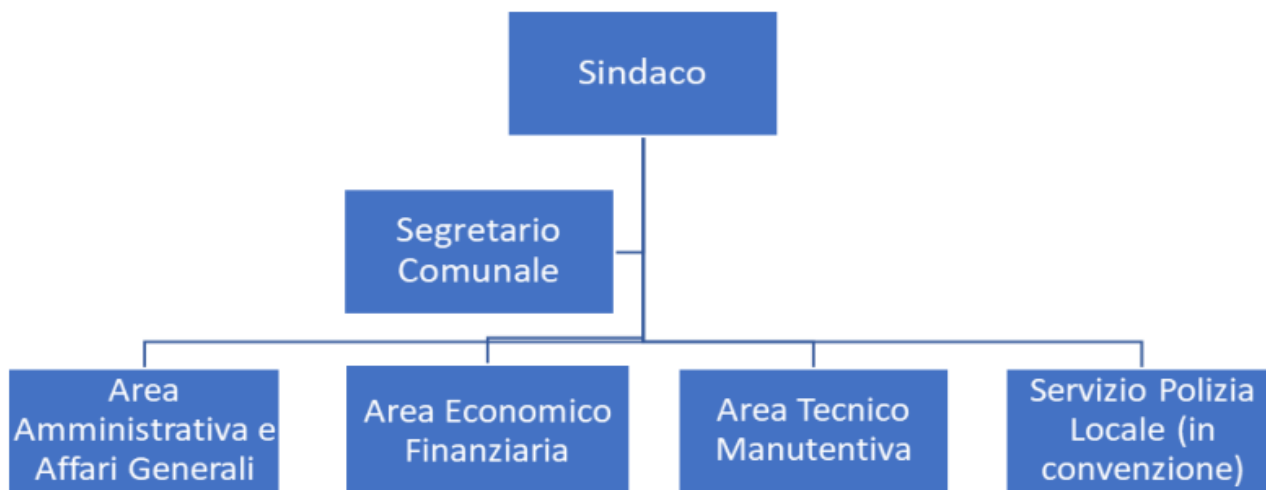 Sindaco
Segretario
Comunale
Area
Amministrativa e
Affari Generali
Area Economico
Finanziaria
Area Tecnico
Manutentiva
Servizio Polizia
Locale (in
convenzione)